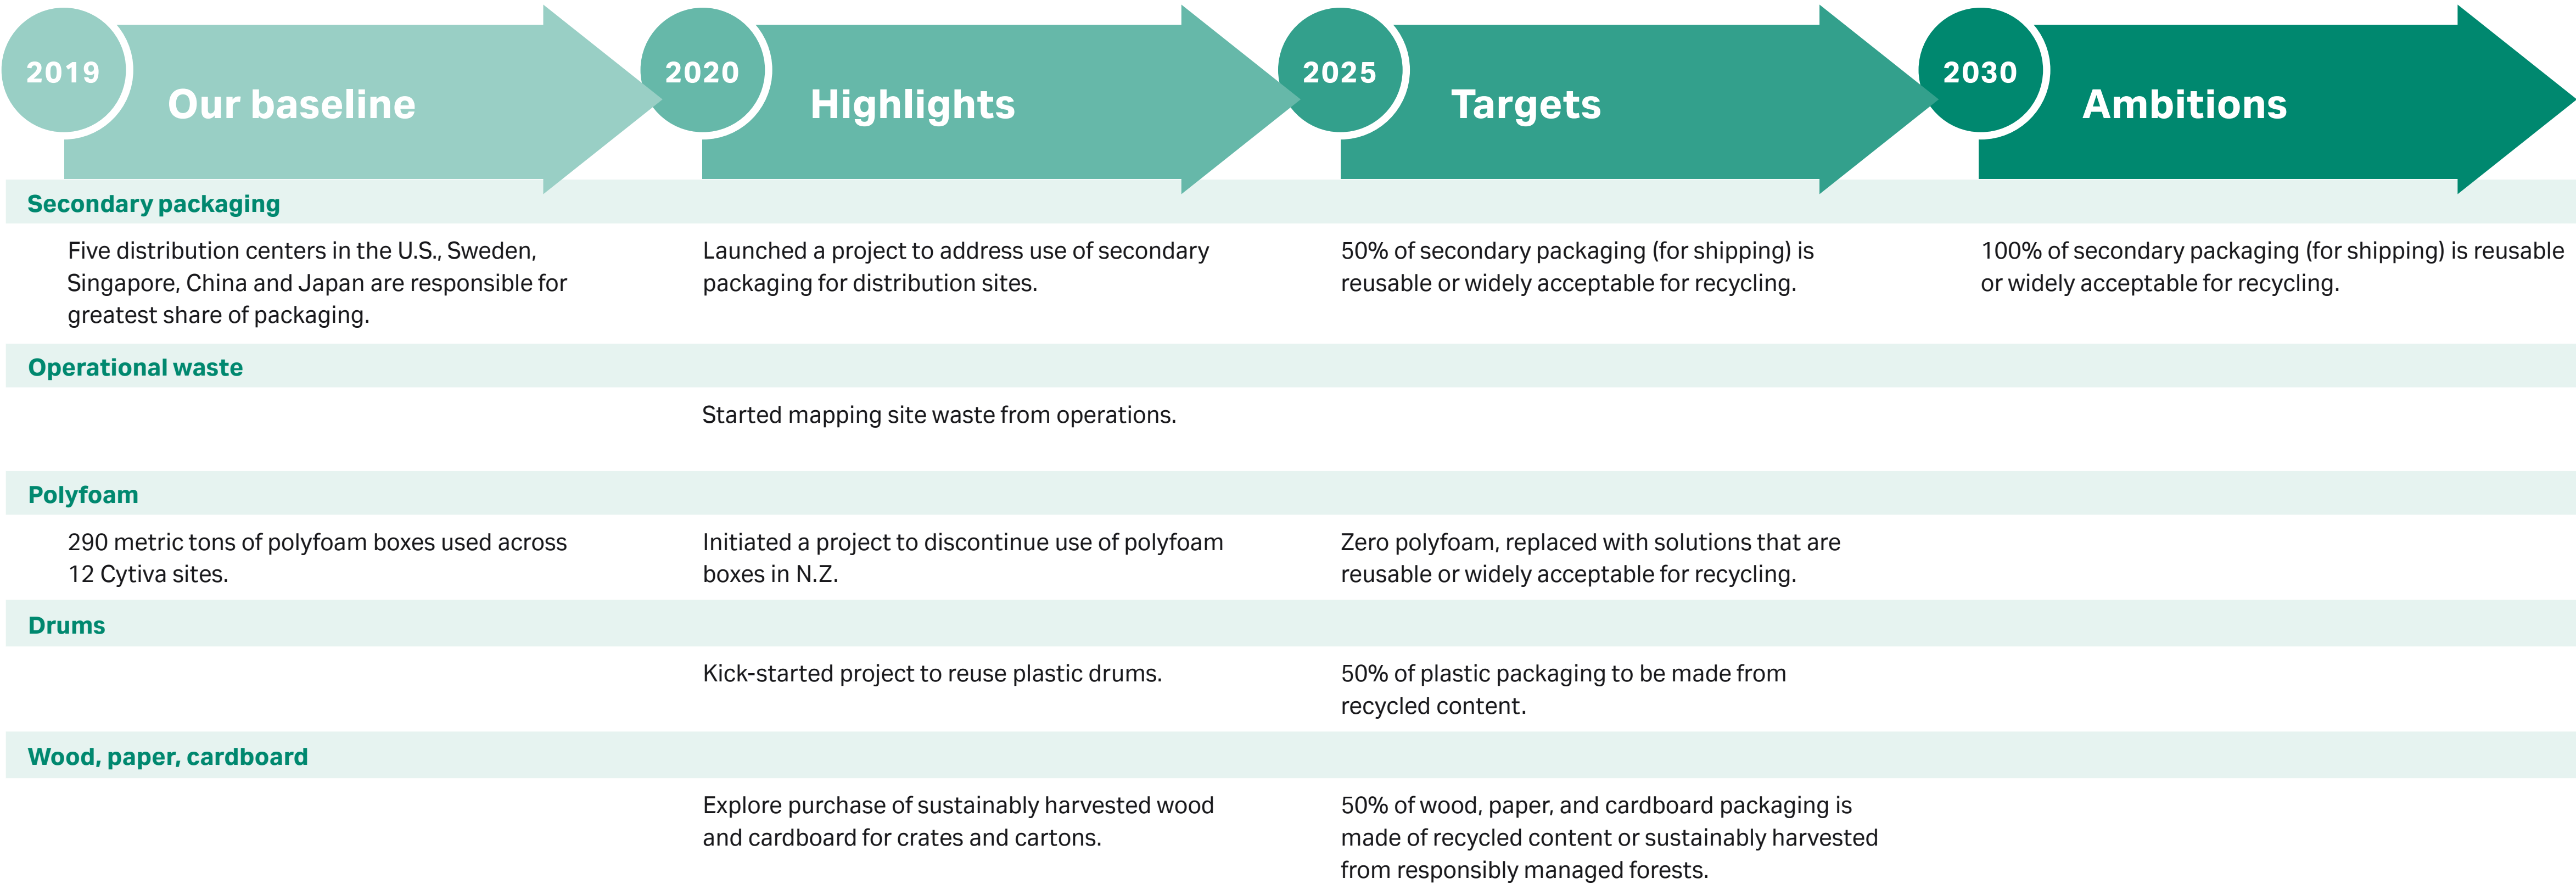 2019
Our baseline
2020
Highlights
2025
Targets
2030
Ambitions
Secondary packaging
Five distribution centers in the U.S., Sweden,
Singapore, China and Japan are responsible for
greatest share of packaging.
Launched a project to address use of secondary
packaging for distribution sites.
50% of secondary packaging (for shipping) is
reusable or widely acceptable for recycling.
100% of secondary packaging (for shipping) is reusable
or widely acceptable for recycling.
Operational waste
Started mapping site waste from operations.
Polyfoam
290 metric tons of polyfoam boxes used across
12 Cytiva sites.
Initiated a project to discontinue use of polyfoam
boxes in N.Z.
Zero polyfoam, replaced with solutions that are
reusable or widely acceptable for recycling.
Drums
Kick-started project to reuse plastic drums.
50% of plastic packaging to be made from
recycled content.
Wood, paper, cardboard
Explore purchase of sustainably harvested wood
and cardboard for crates and cartons.
50% of wood, paper, and cardboard packaging is
made of recycled content or sustainably harvested
from responsibly managed forests.